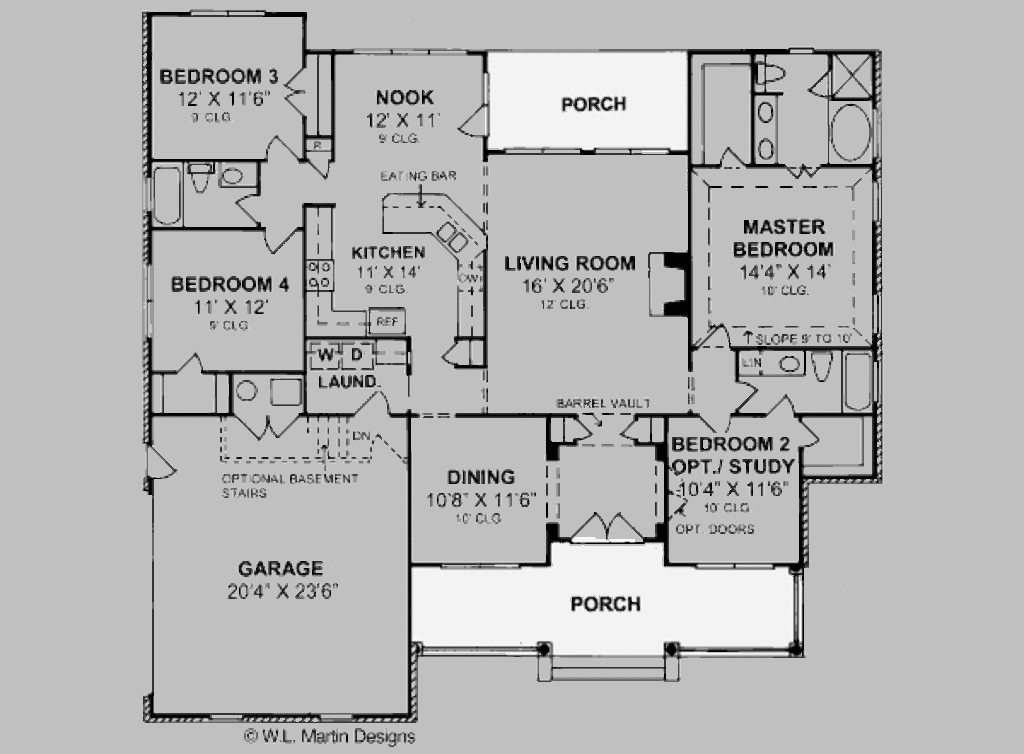 BEDROOM 3
12' X 11'6"
9' CLG.
NOOK
12' X 11'
9' CLG.
PORCH
R
EATING BAR
MASTER
BEDROOM
14'4" X 14'
10' CLG.
SLOPE 9' TO 10'
KITCHEN
11' X 14'
9' CLG.
REF.
LIVING ROOM
16' X 20'6"
12' CLG.
BEDROOM 4
11' X 12'
9' CLG
W D
LAUND.
LIN
BARREL VAULT
DN
OPTIONAL BASEMENT
STAIRS
DINING
10'8" X 11'6"
10' CLG
BEDROOM 2
OPT./ STUDY
10'4" X 11'6"
10' CLG
OPT. DOORS
GARAGE
20'4" X 23'6"
PORCH
© W.L. Martin Designs